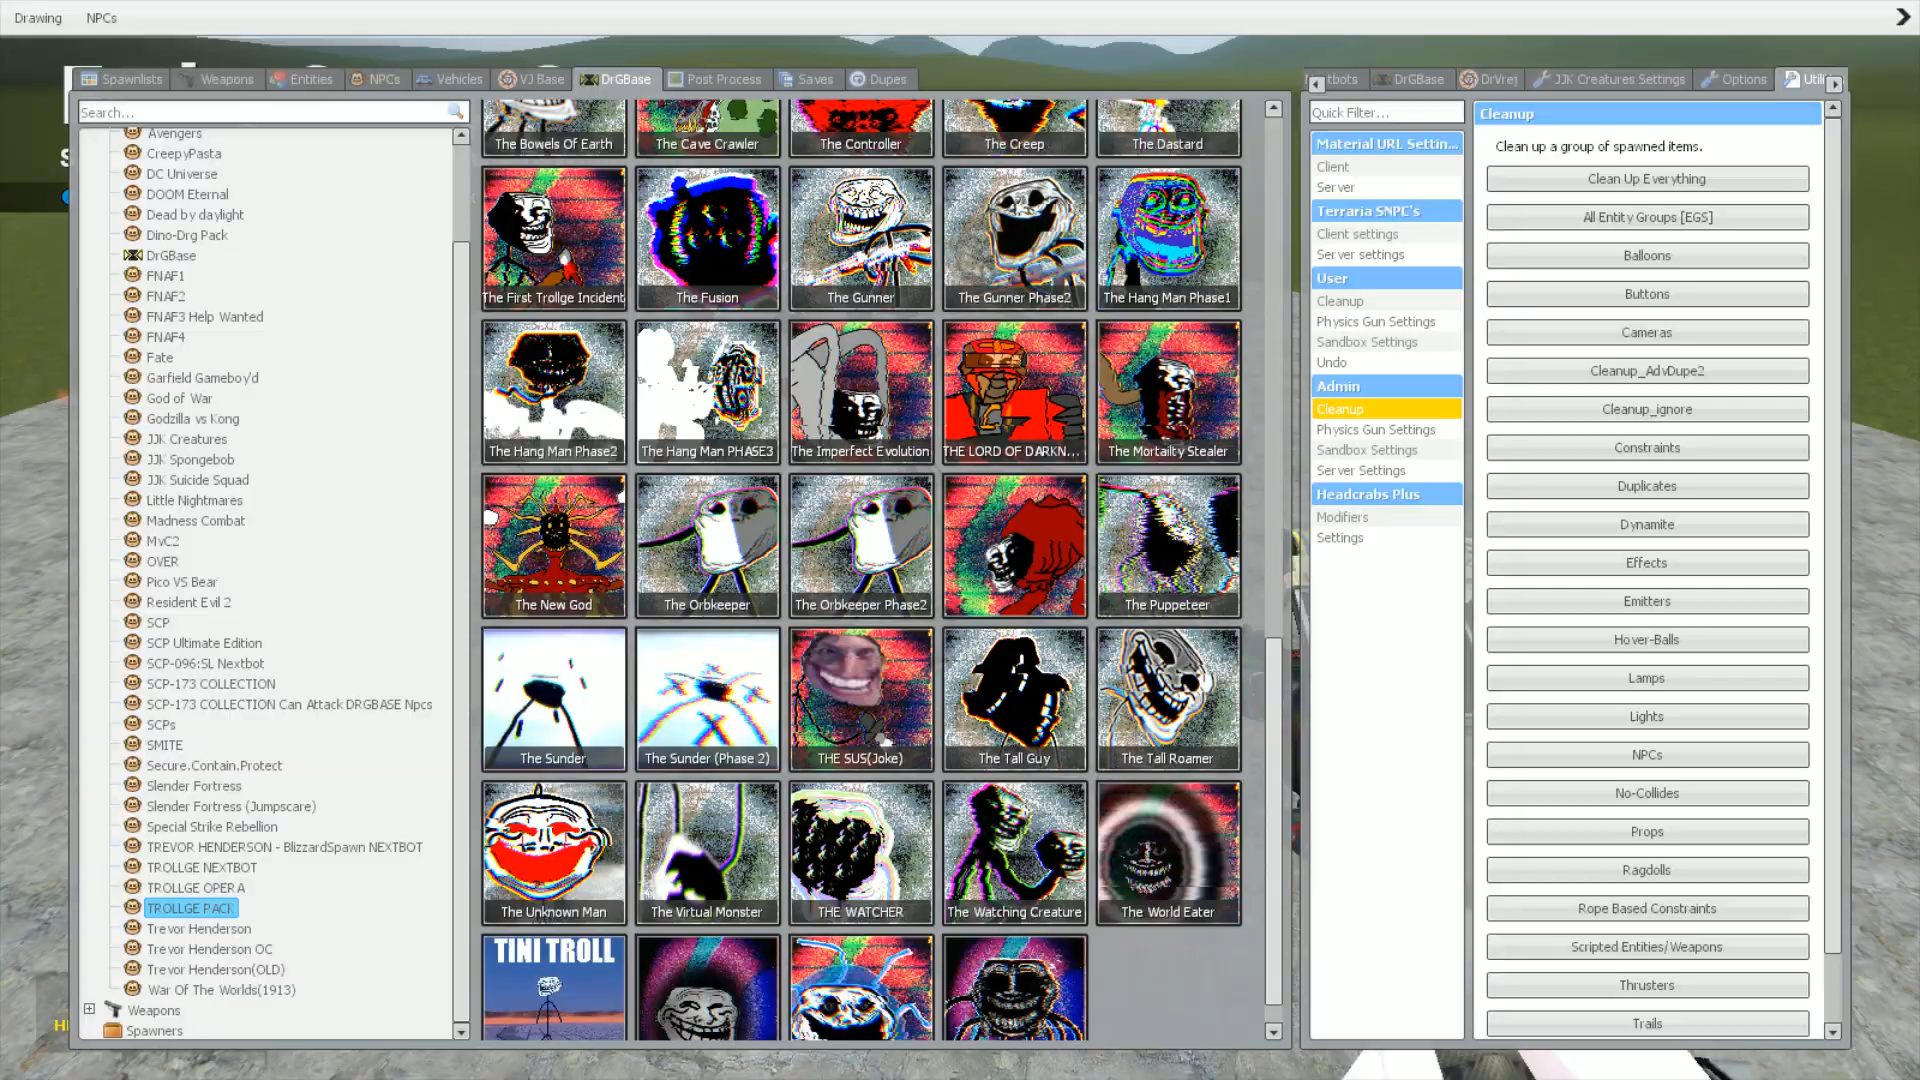 Drawing NPCs
Spawnlists Weapons Entities NPCs Vehicles VJ Base DrGBase Post Process Saves Dupes
Search...
Avengers
CreepyPasta
DC Universe
DOOM Eternal
Dead by daylight
Dino-Drg Pack
DrGBase
FNAF1
FNAF2
FNAF3 Help Wanted
FNAF4
Fate
Garfield Gameboy'd
God of War
Godzilla vs Kong
JJK Creatures
JJK Spongebob
JJK Suicide Squad
Little Nightmares
Madness Combat
MvC2
OVER
Pico VS Bear
Resident Evil 2
SCP
SCP Ultimate Edition
SCP-096:SL Nextbot
SCP-173 COLLECTION
SCP-173 COLLECTION Can Attack DRGBASE Npcs
SCPs
SMITE
Secure.Contain.Protect
Slender Fortress
Slender Fortress (Jumpscare)
Special Strike Rebellion
TREVOR HENDERSON - BlizzardSpawn NEXTBOT
TROLLGE NEXTBOT
TROLLGE OPERA
TROLLGE PACK
Trevor Henderson
Trevor Henderson OC
Trevor Henderson(OLD)
War Of The Worlds(1913)
Weapons
Spawners
The Bowels Of Earth The Cave Crawler The Controller The Creep The Dastard
The First Trollge Incident The Fusion The Gunner The Gunner Phase2 The Hang Man Phase1
The Hang Man Phase2 The Hang Man PHASE3 The Imperfect Evolution THE LORD OF DARKN... The Mortailty Stealer
The New God The Orbkeeper The Orbkeeper Phase2 The Puppeteer
The Sunder The Sunder (Phase 2) THE SUS(Joke) The Tall Guy The Tall Roamer
The Unknown Man The Virtual Monster THE WATCHER The Watching Creature The World Eater
TINI TROLL
DrGBase DrVrej JJK Creatures Settings Options
Quick Filter...
Material URL Settin...
Client
Server
Terraria SNPC's
Client settings
Server settings
User
Cleanup
Physics Gun Settings
Sandbox Settings
Undo
Admin
Cleanup
Physics Gun Settings
Sandbox Settings
Server Settings
Headcrabs Plus
Modifiers
Settings
Cleanup
Clean up a group of spawned items.
Clean Up Everything
All Entity Groups [EGS]
Balloons
Buttons
Cameras
Cleanup_AdvDupe2
Cleanup_ignore
Constraints
Duplicates
Dynamite
Effects
Emitters
Hover-Balls
Lamps
Lights
NPCs
No-Collides
Props
Ragdolls
Rope Based Constraints
Scripted Entities/Weapons
Thrusters
Trails